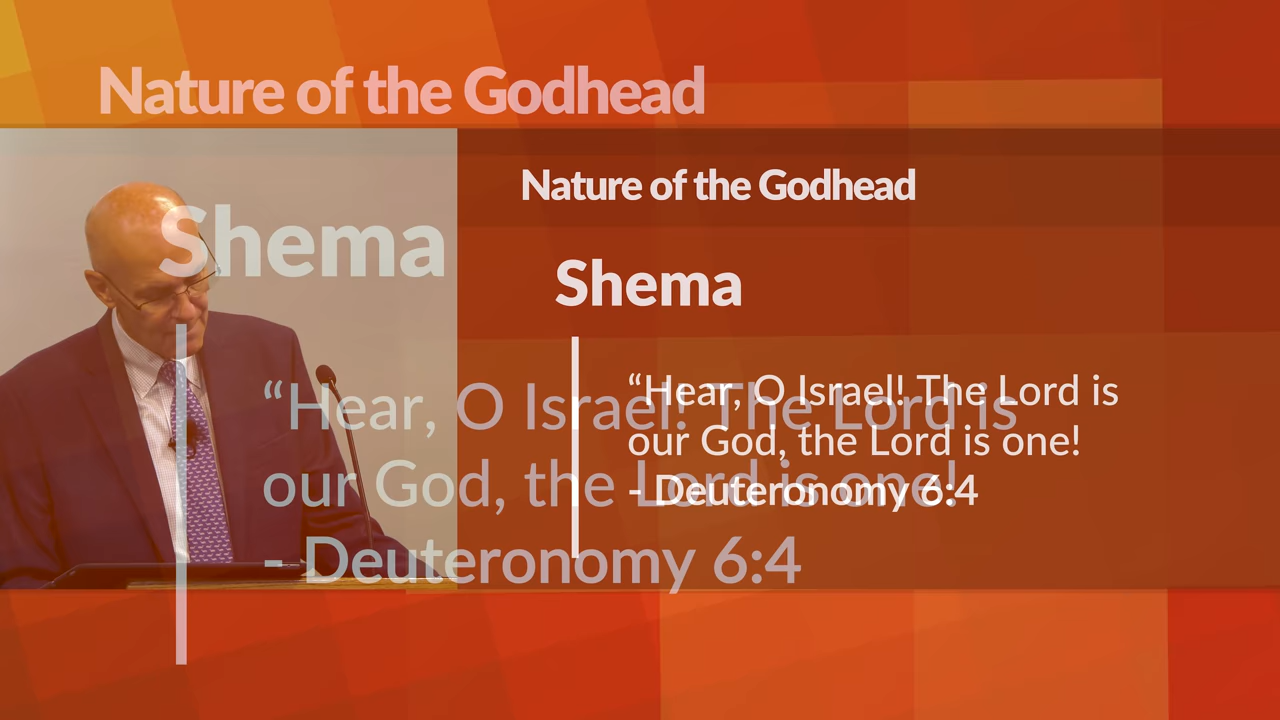 Nature of the Godhead
Shema
“Hear, O Israel! The Lord is
our God, the Lord is one!
- Deuteronomy 6:4
Nature of the Godhead
Shema
“Hear, O Israel! The Lord is
our God, the Lord is one!
- Deuteronomy 6:4